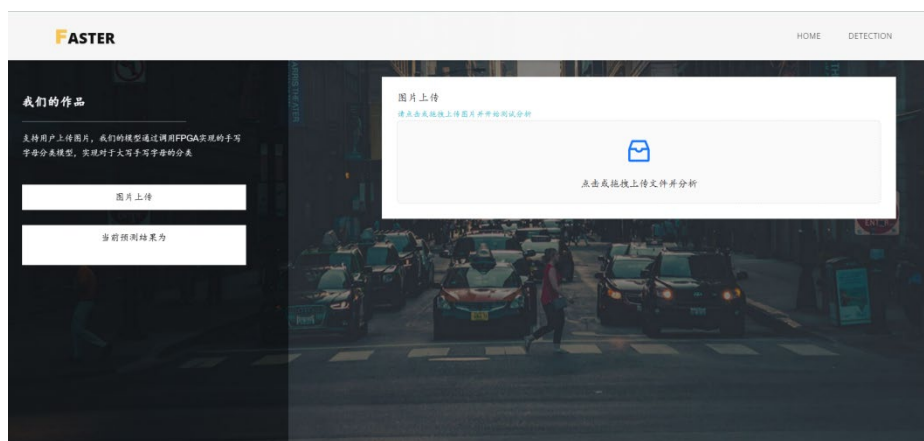 FASTER
HOME
DETECTION
我们的作品
支持用户上传图片，我们的模型通过调用FPGA实现的手写
字母分类模型，实现对于大写手写字母的分类
图片上传
当前预测结果为
图片上传
请点击或拖拽上传图片并开始测试分析
点击或拖拽上传文件并分析